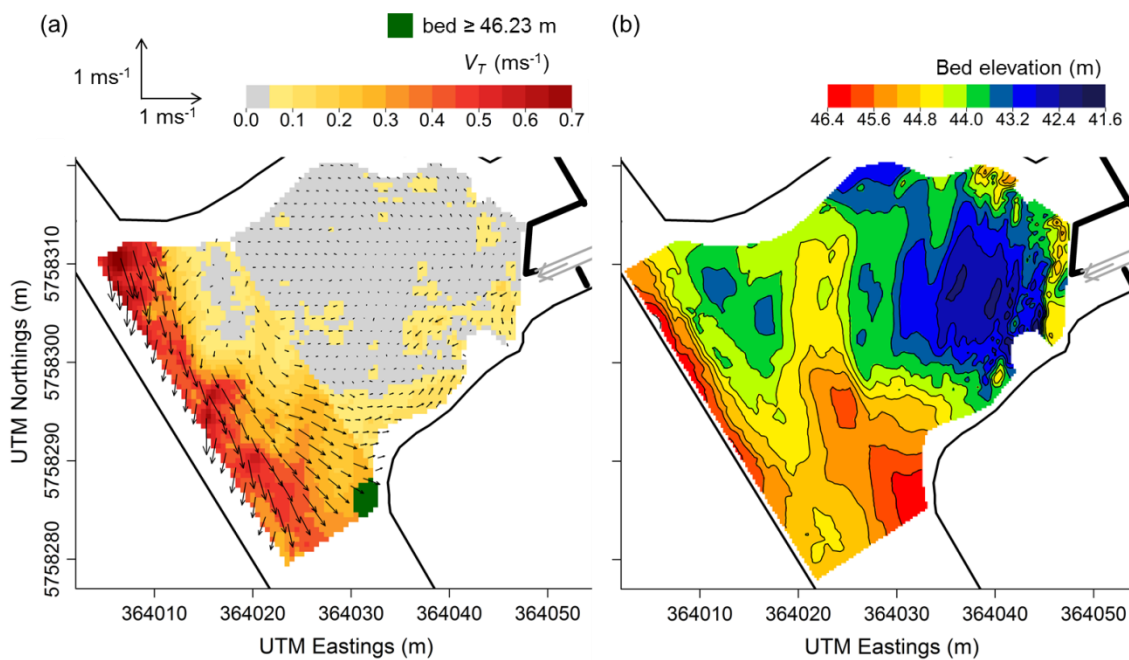 (a)
bed ≥ 46.23 m
V_T (ms⁻¹)
1 ms⁻¹
1 ms⁻¹
0.0 0.1 0.2 0.3 0.4 0.5 0.6 0.7
(b)
Bed elevation (m)
46.4 45.6 44.8 44.0 43.2 42.4 41.6
UTM Northings (m)
5758280 5758290 5758300 5758310
364010 364020 364030 364040 364050
UTM Eastings (m)
364010 364020 364030 364040 364050
UTM Eastings (m)